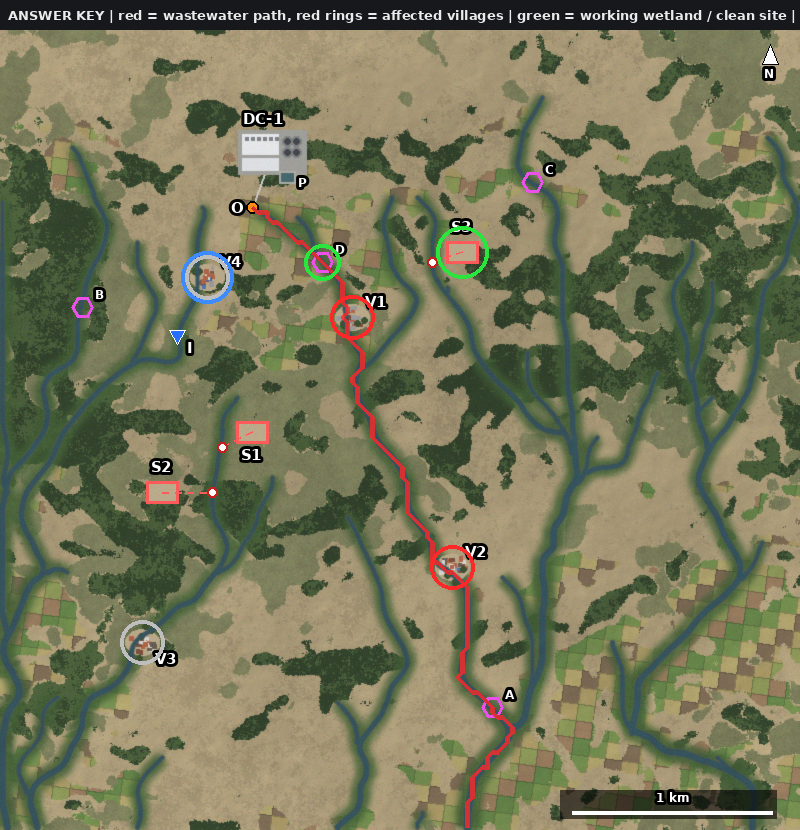 ANSWER KEY | red = wastewater path, red rings = affected villages | green = working wetland / clean site |
N
DC-1
P
C
O
S3
D
V4
B
V1
I
S1
S2
V2
V3
A
1 km